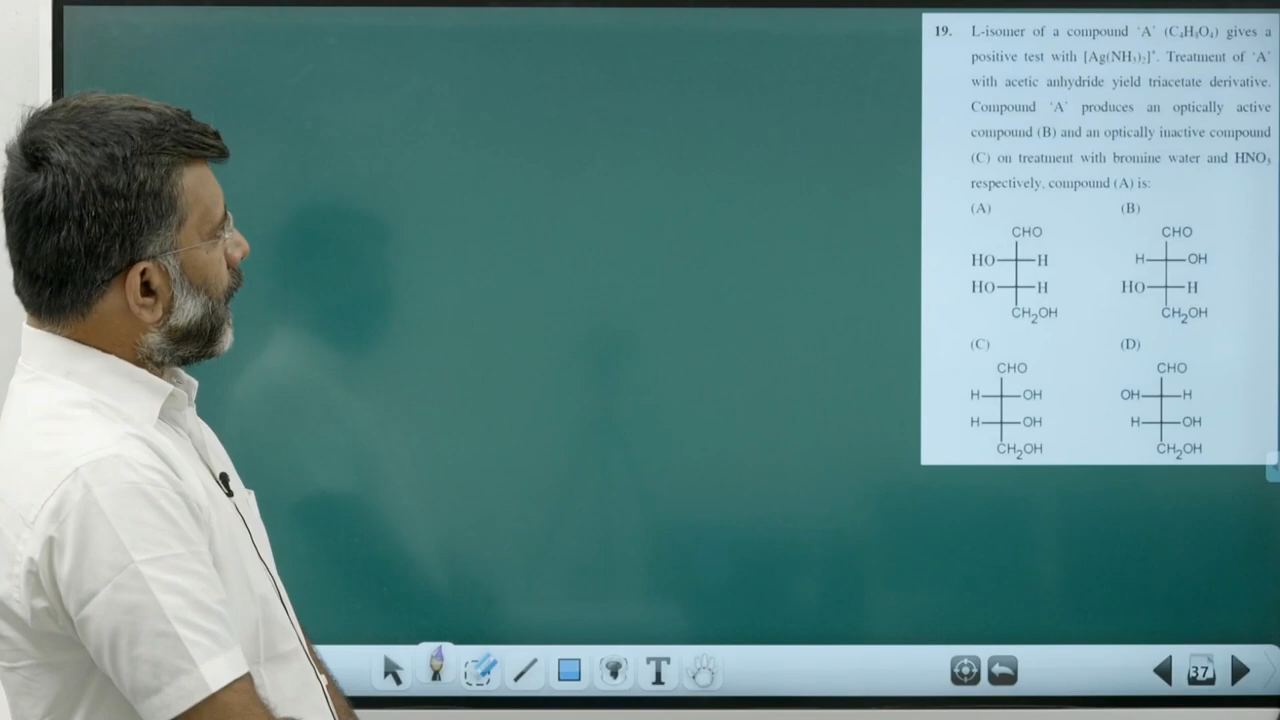 19. L-isomer of a compound 'A' (C₄H₈O₄) gives a
positive test with [Ag(NH₃)₂]⁺. Treatment of 'A'
with acetic anhydride yield triacetate derivative.
Compound 'A' produces an optically active
compound (B) and an optically inactive compound
(C) on treatment with bromine water and HNO₃
respectively, compound (A) is:
(A) (B)
CHO CHO
HO H H OH
HO H HO H
CH₂OH CH₂OH
(C) (D)
CHO CHO
H OH OH H
H OH H OH
CH₂OH CH₂OH
T 37